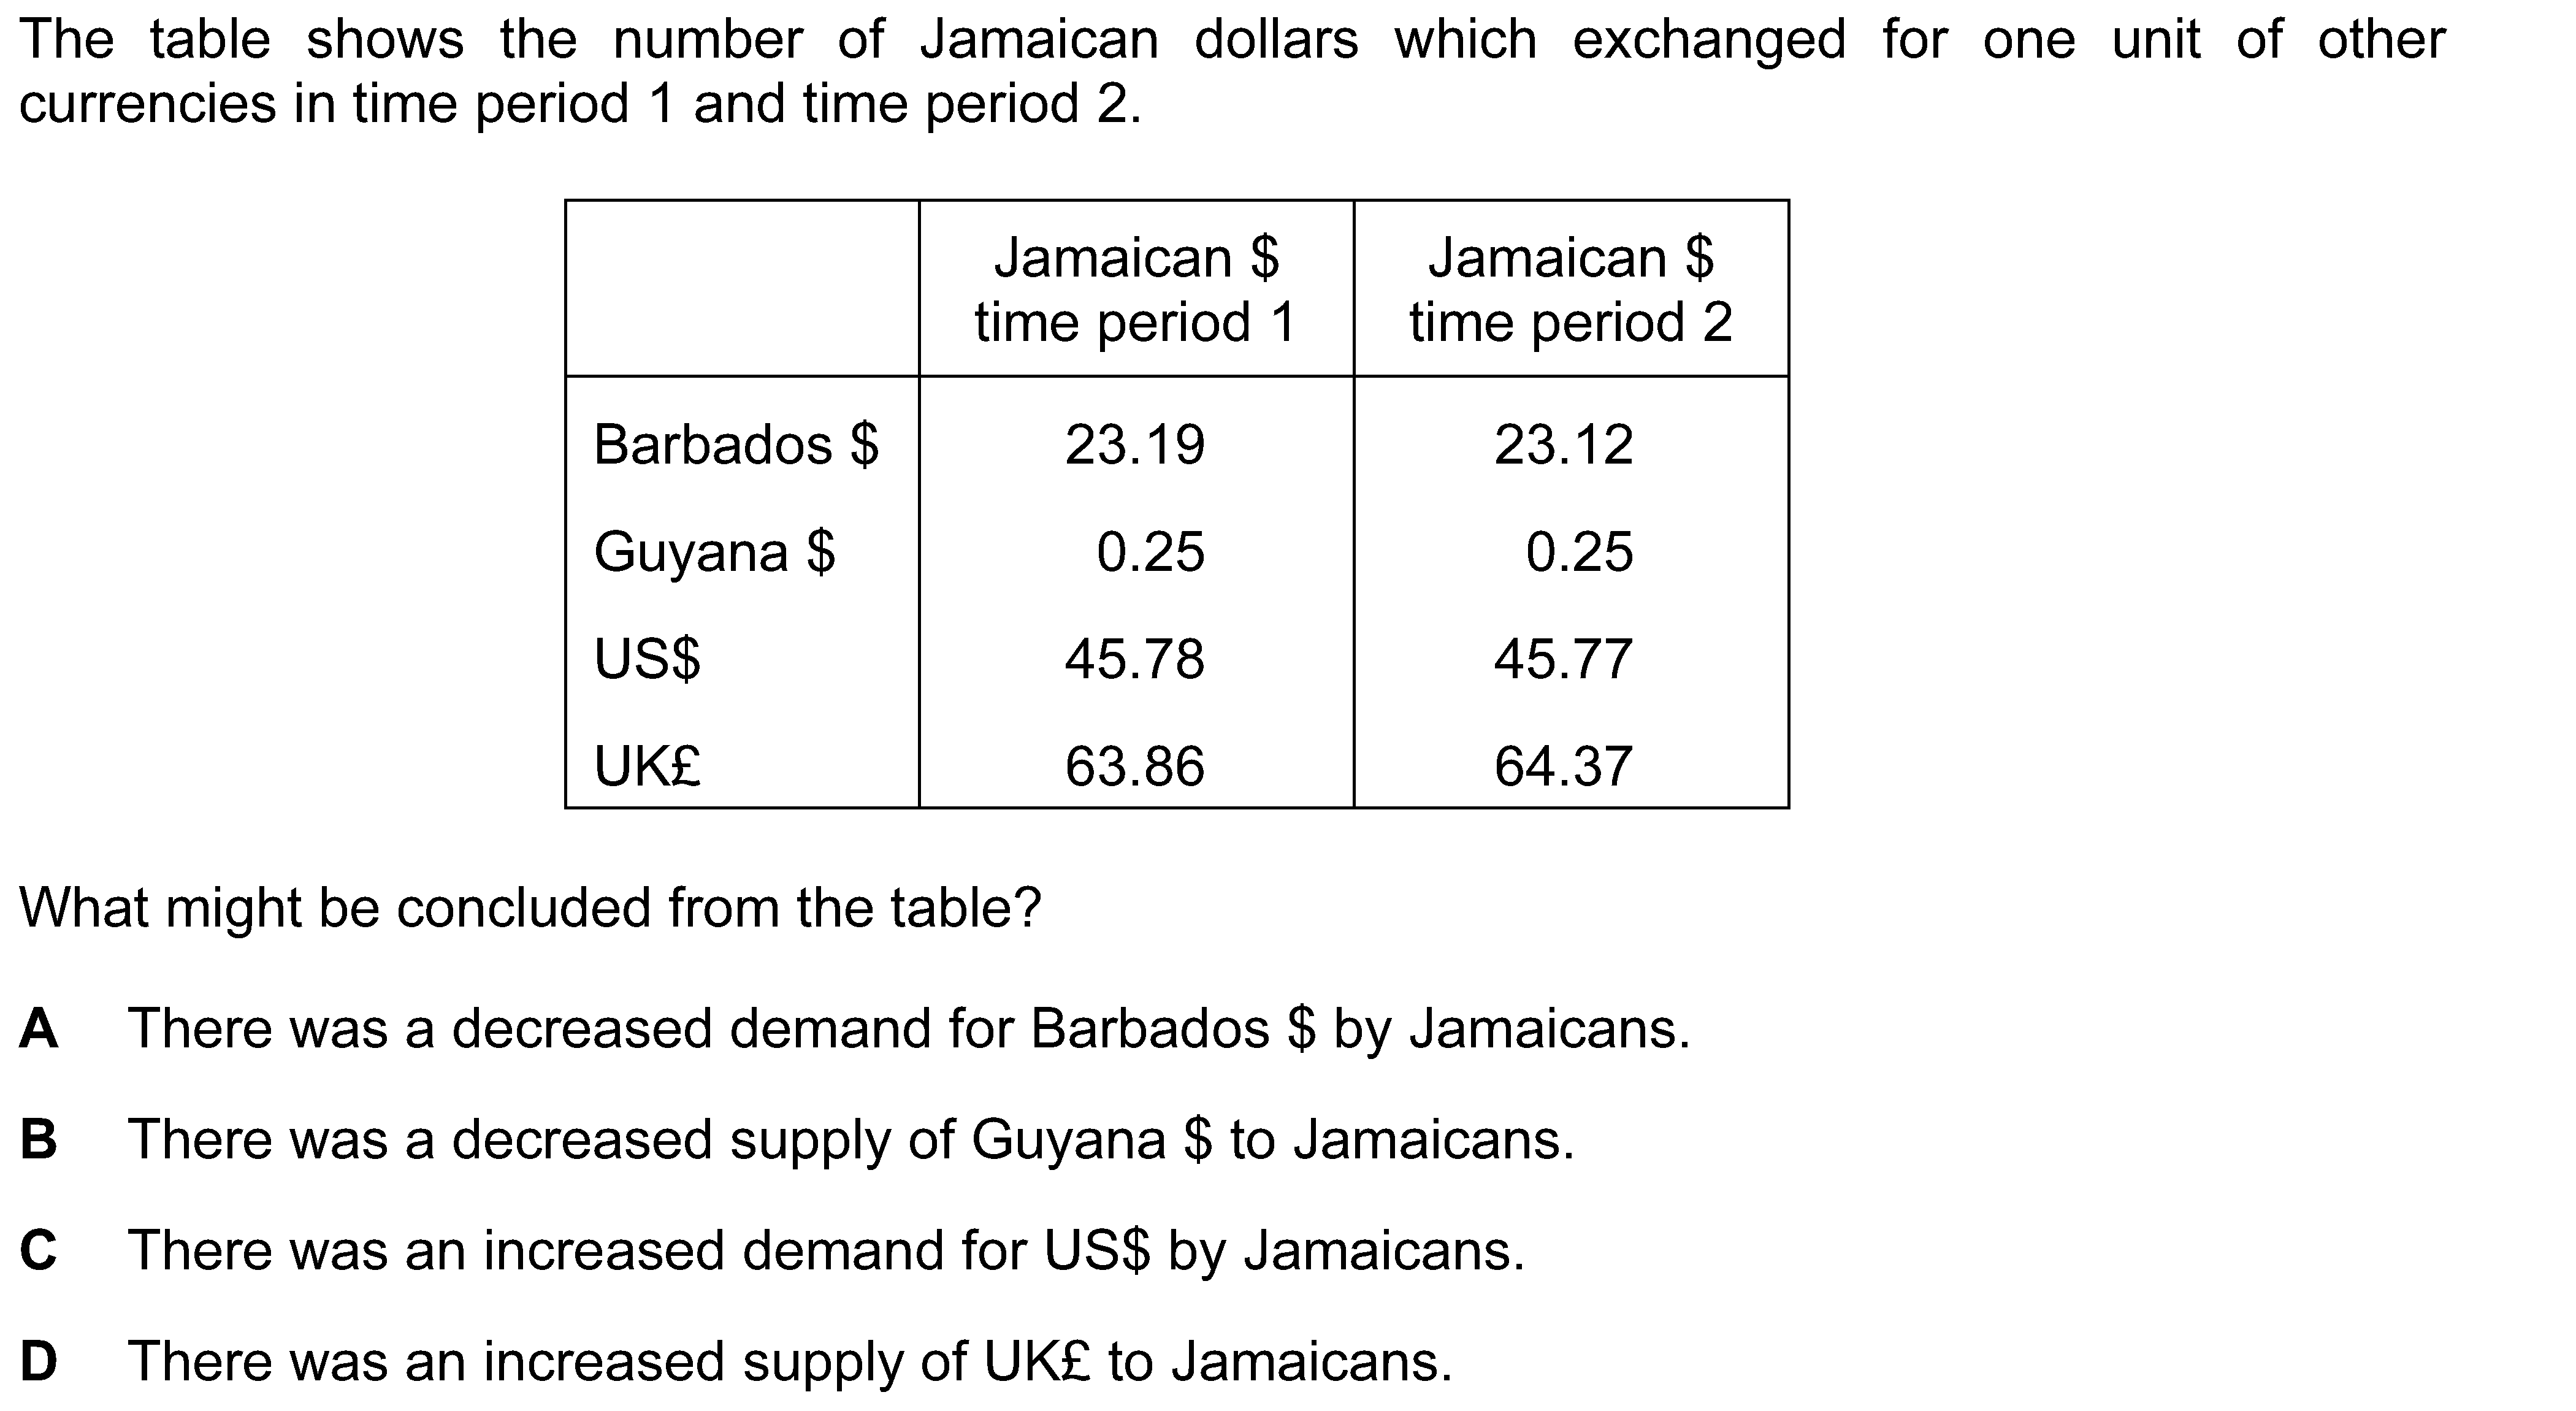 The table shows the number of Jamaican dollars which exchanged for one unit of other
currencies in time period 1 and time period 2.
Jamaican $ Jamaican $
time period 1 time period 2
Barbados $ 23.19 23.12
Guyana $ 0.25 0.25
US$ 45.78 45.77
UK£ 63.86 64.37
What might be concluded from the table?
A There was a decreased demand for Barbados $ by Jamaicans.
B There was a decreased supply of Guyana $ to Jamaicans.
C There was an increased demand for US$ by Jamaicans.
D There was an increased supply of UK£ to Jamaicans.